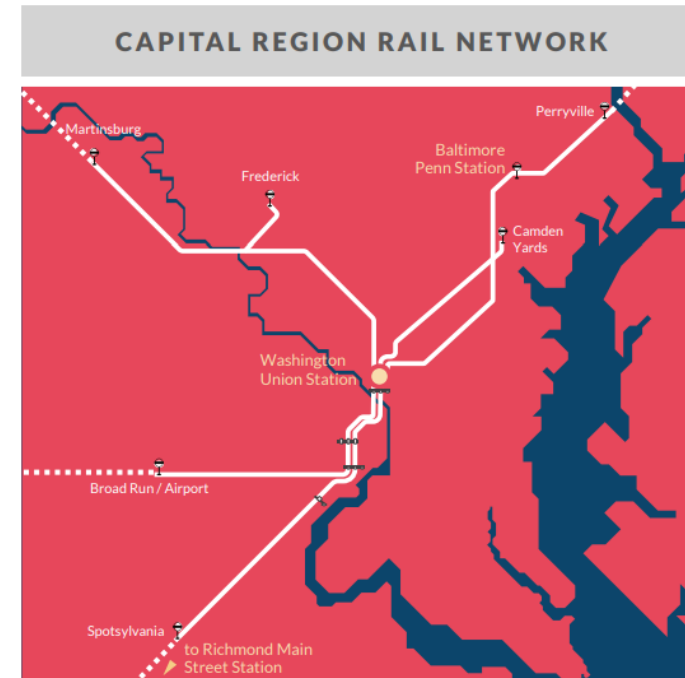 CAPITAL REGION RAIL NETWORK
Perryville
Martinsburg
Baltimore
Penn Station
Frederick
Camden
Yards
Washington
Union Station
Broad Run / Airport
Spotsylvania
to Richmond Main
Street Station